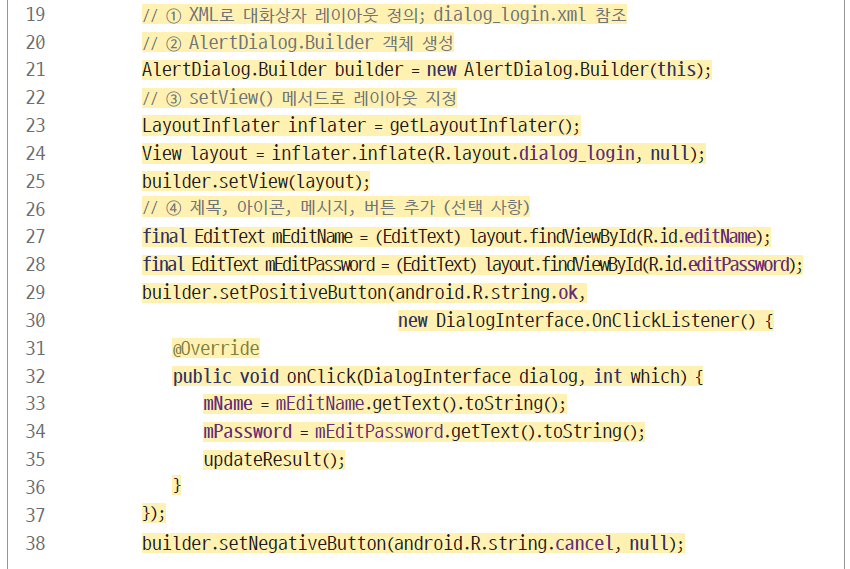 19 // ① XML로 대화상자 레이아웃 정의; dialog_login.xml 참조
20 // ② AlertDialog.Builder 객체 생성
21 AlertDialog.Builder builder = new AlertDialog.Builder(this);
22 // ③ setView() 메서드로 레이아웃 지정
23 LayoutInflater inflater = getLayoutInflater();
24 View layout = inflater.inflate(R.layout.dialog_login, null);
25 builder.setView(layout);
26 // ④ 제목, 아이콘, 메시지, 버튼 추가 (선택 사항)
27 final EditText mEditName = (EditText) layout.findViewById(R.id.editName);
28 final EditText mEditPassword = (EditText) layout.findViewById(R.id.editPassword);
29 builder.setPositiveButton(android.R.string.ok,
30 new DialogInterface.OnClickListener() {
31 @Override
32 public void onClick(DialogInterface dialog, int which) {
33 mName = mEditName.getText().toString();
34 mPassword = mEditPassword.getText().toString();
35 updateResult();
36 }
37 });
38 builder.setNegativeButton(android.R.string.cancel, null);